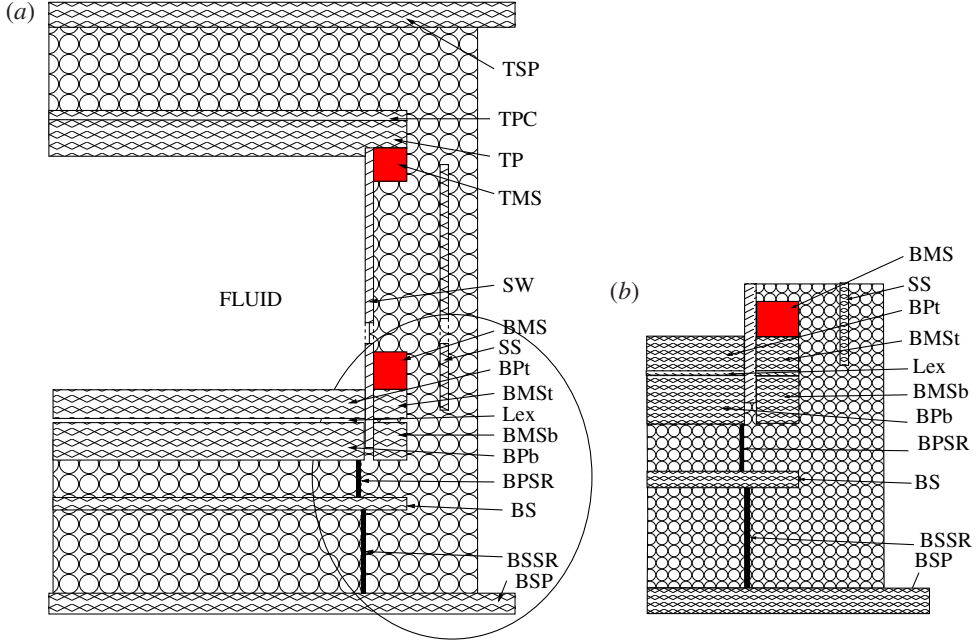 (a)
TSP
TPC
TP
TMS
SW
FLUID
BMS
SS
BPt
BMSt
Lex
BMSb
BPb
BPSR
BS
BSSR
BSP
(b)
BMS
SS
BPt
BMSt
Lex
BMSb
BPb
BPSR
BS
BSSR
BSP